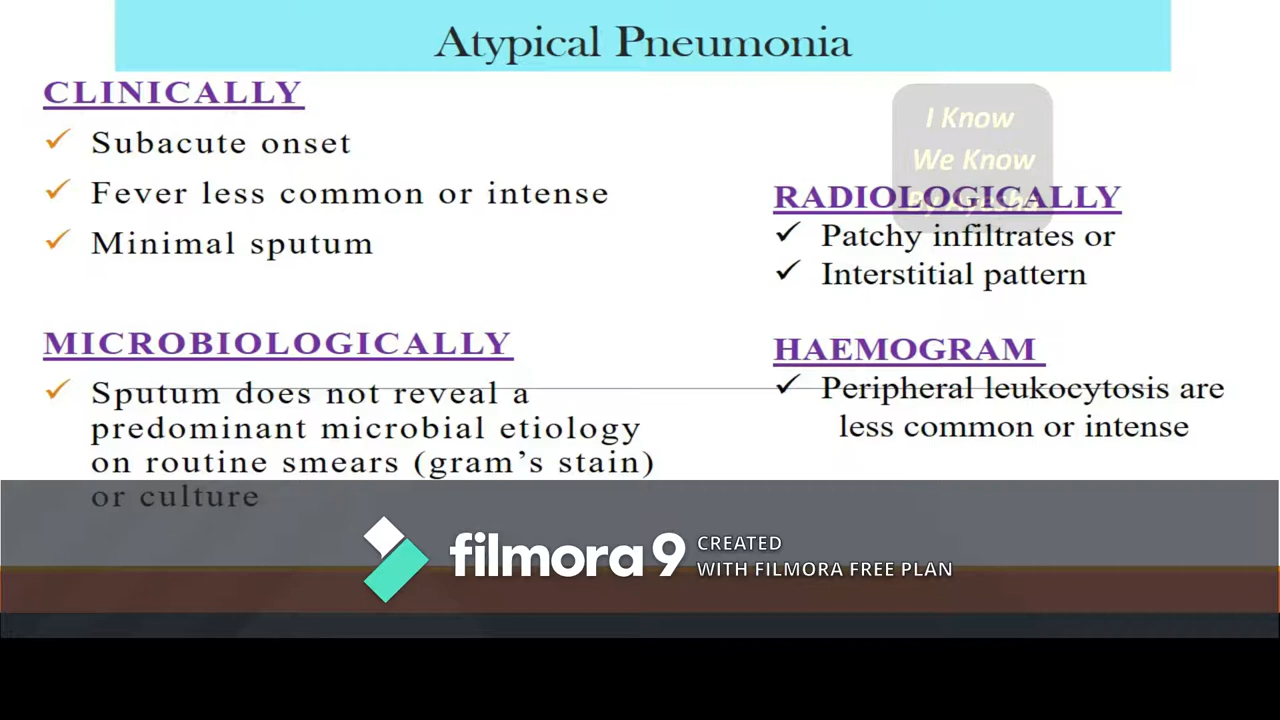 Atypical Pneumonia
CLINICALLY
✓ Subacute onset
✓ Fever less common or intense
✓ Minimal sputum
MICROBIOLOGICALLY
✓ Sputum does not reveal a
predominant microbial etiology
on routine smears (gram's stain)
or culture
I Know
We Know
RADIOLOGICALLY
✓ Patchy infiltrates or
✓ Interstitial pattern
HAEMOGRAM
✓ Peripheral leukocytosis are
less common or intense
filmora 9
CREATED
WITH FILMORA FREE PLAN